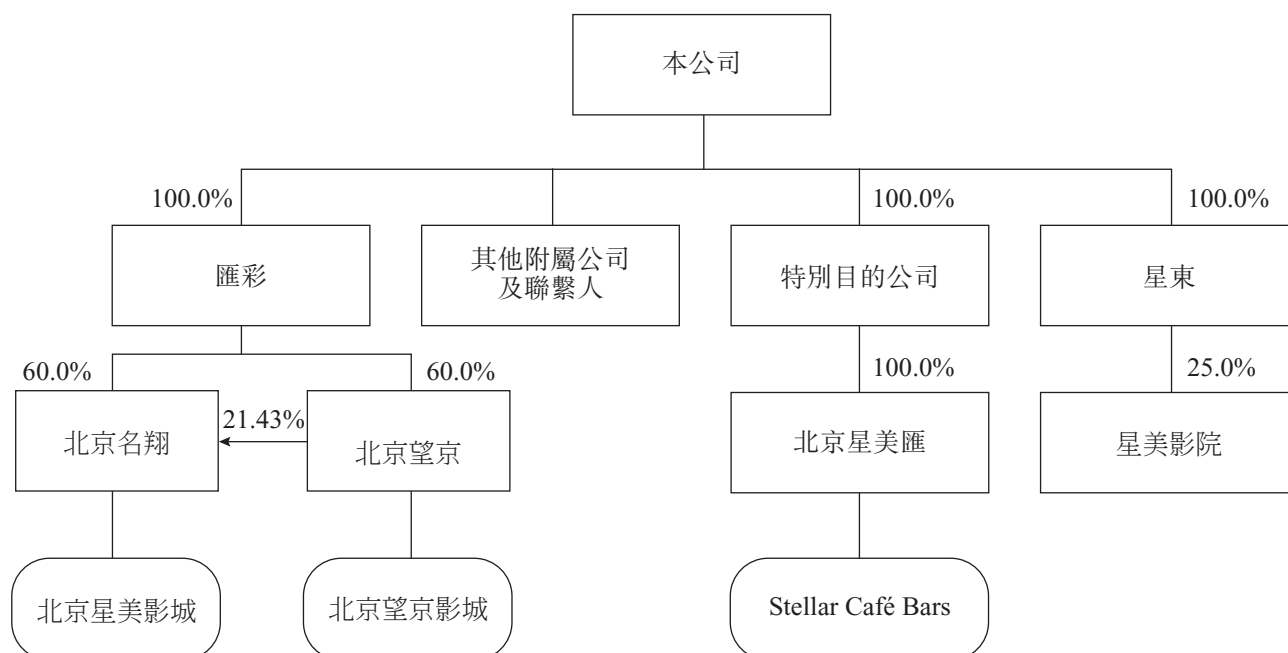 本公司
100.0%
100.0%
100.0%
匯彩
其他附屬公司
及聯繫人
特別目的公司
星東
60.0%
60.0%
100.0%
25.0%
北京名翔
21.43%
北京望京
北京星美匯
星美影院
北京星美影城
北京望京影城
Stellar Café Bars